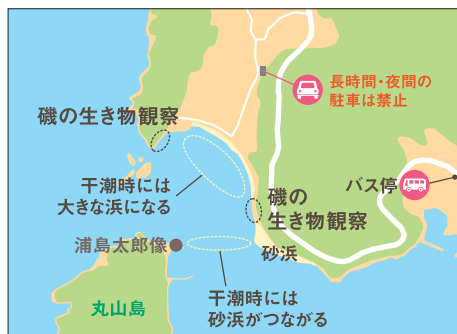 長時間・夜間の
駐車は禁止
磯の生き物観察
干潮時には
大きな浜になる
バス停
磯の
生き物観察
浦島太郎像
砂浜
干潮時には
砂浜がつながる
丸山島